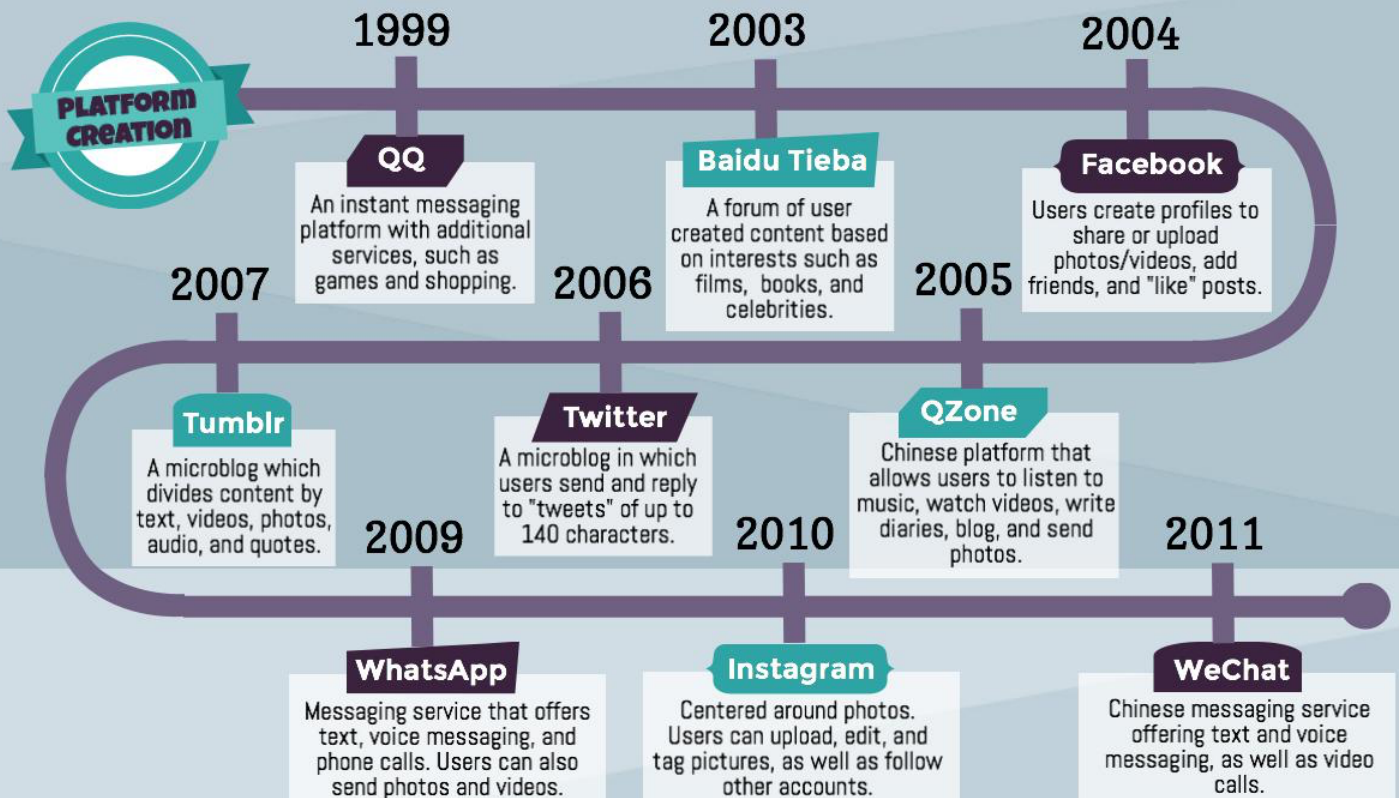 PLATFORM
CREATION
1999
QQ
An instant messaging
platform with additional
services, such as
games and shopping.
2003
Baidu Tieba
A forum of user
created content based
on interests such as
films, books, and
celebrities.
2004
Facebook
Users create profiles to
share or upload
photos/videos, add
friends, and "like" posts.
2005
QZone
Chinese platform that
allows users to listen to
music, watch videos, write
diaries, blog, and send
photos.
2006
Twitter
A microblog in which
users send and reply
to "tweets" of up to
140 characters.
2007
Tumblr
A microblog which
divides content by
text, videos, photos,
audio, and quotes.
2009
WhatsApp
Messaging service that offers
text, voice messaging, and
phone calls. Users can also
send photos and videos.
2010
Instagram
Centered around photos.
Users can upload, edit, and
tag pictures, as well as follow
other accounts.
2011
WeChat
Chinese messaging service
offering text and voice
messaging, as well as video
calls.